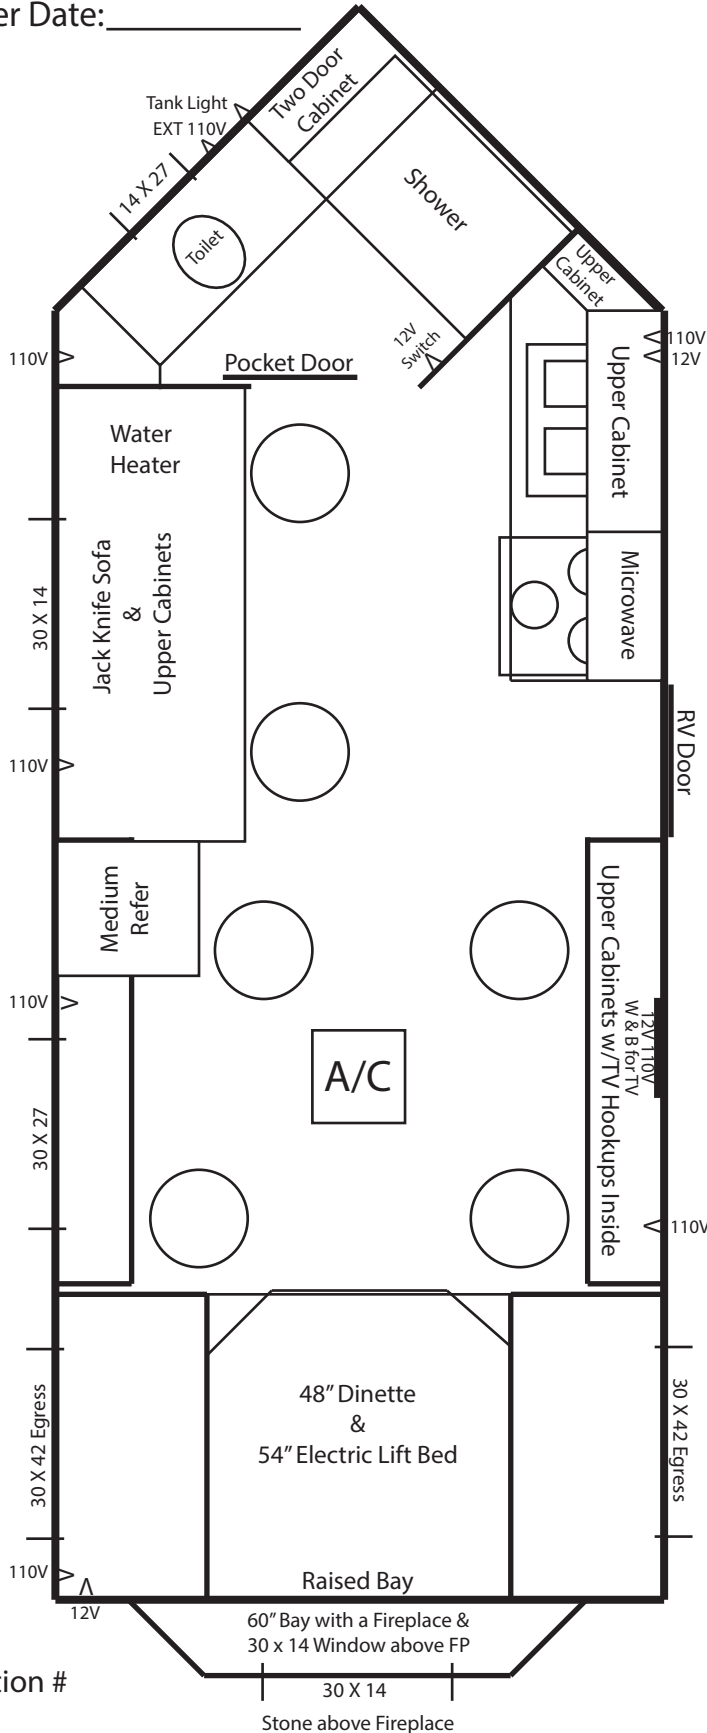 er Date:
Two Door
Cabinet
Tank Light
EXT 110V
14 X 27
Shower
Toilet
Upper
Cabinet
12V
Switch
110V
110V
12V
Pocket Door
Upper Cabinet
Water
Heater
Jack Knife Sofa
&
Upper Cabinets
30 X 14
Microwave
RV Door
110V
Medium
Refer
Upper Cabinets w/TV Hookups Inside
12V 110V
W & B for TV
110V
A/C
30 X 27
110V
48" Dinette
&
54" Electric Lift Bed
30 X 42 Egress
30 X 42 Egress
110V
12V
Raised Bay
60" Bay with a Fireplace &
30 x 14 Window above FP
tion #
30 X 14
Stone above Fireplace